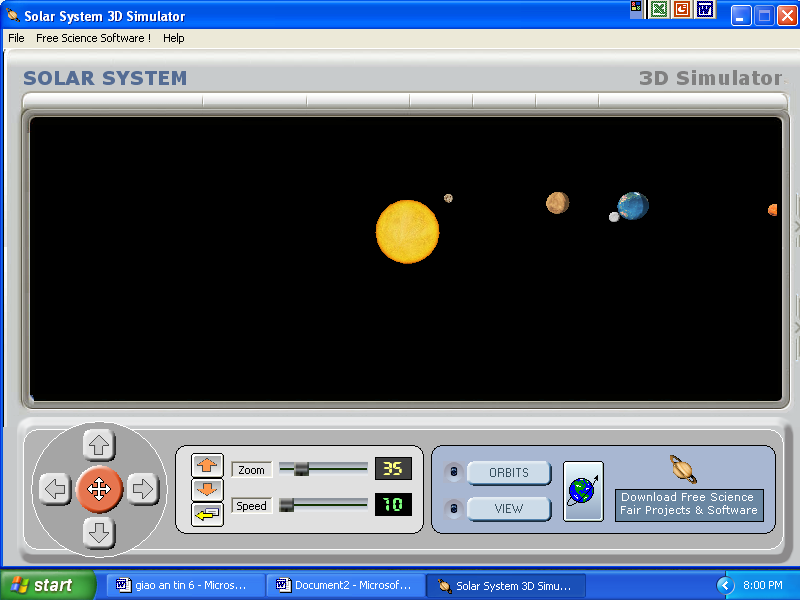 Solar System 3D Simulator
File Free Science Software ! Help
SOLAR SYSTEM
3D Simulator
Zoom
35
Speed
10
ORBITS
VIEW
Download Free Science
Fair Projects & Software
start
giao an tin 6 - Micros...
Document2 - Microsof...
Solar System 3D Simu...
8:00 PM